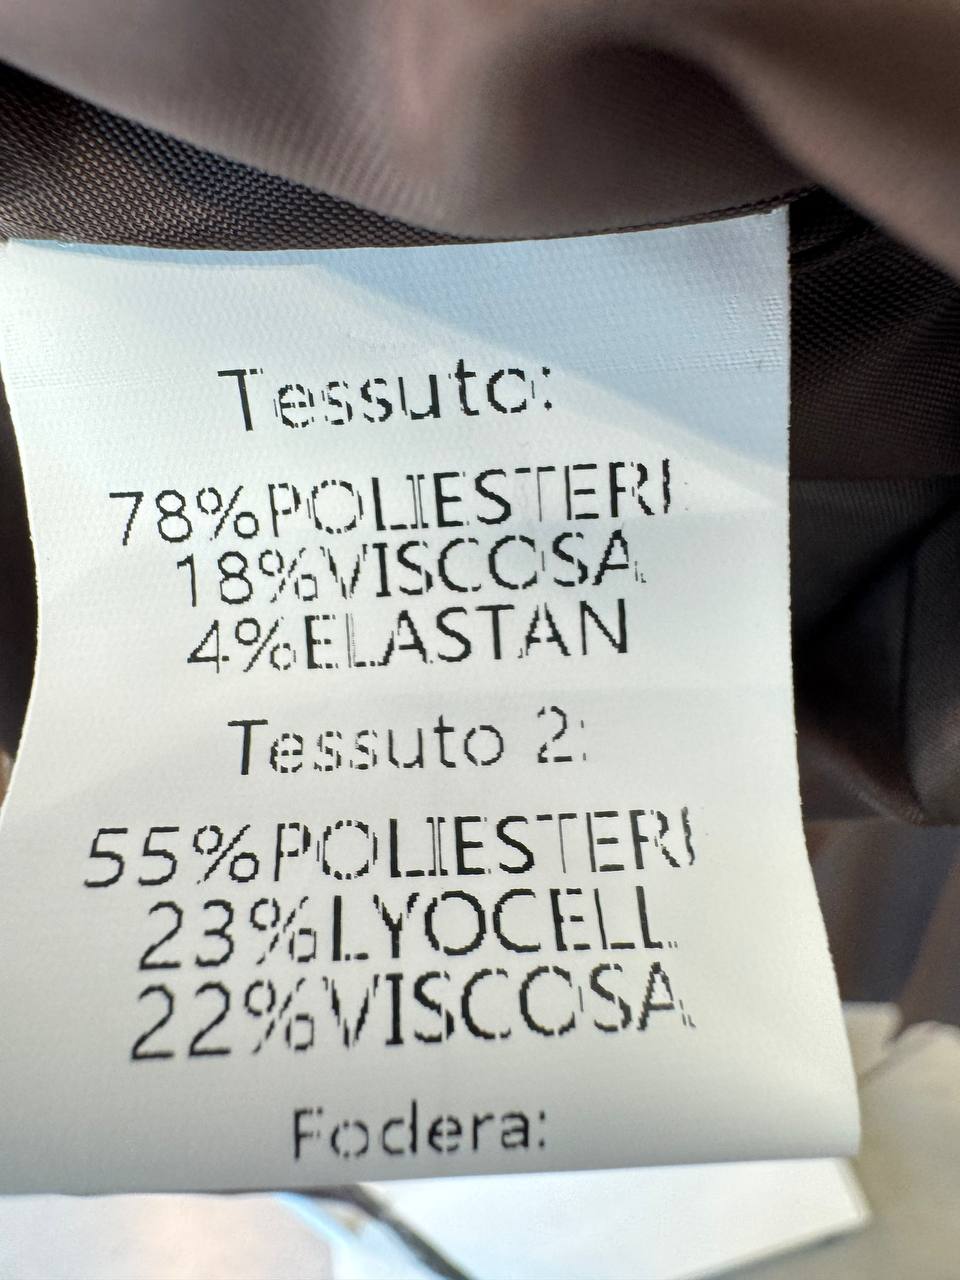 Tessuto:
78%POLIESTERI
18%VISCOSA
4%ELASTAN
Tessuto 2:
55%POLIESTERI
23%LYOCELL
22%VISCOSA
Fodera: